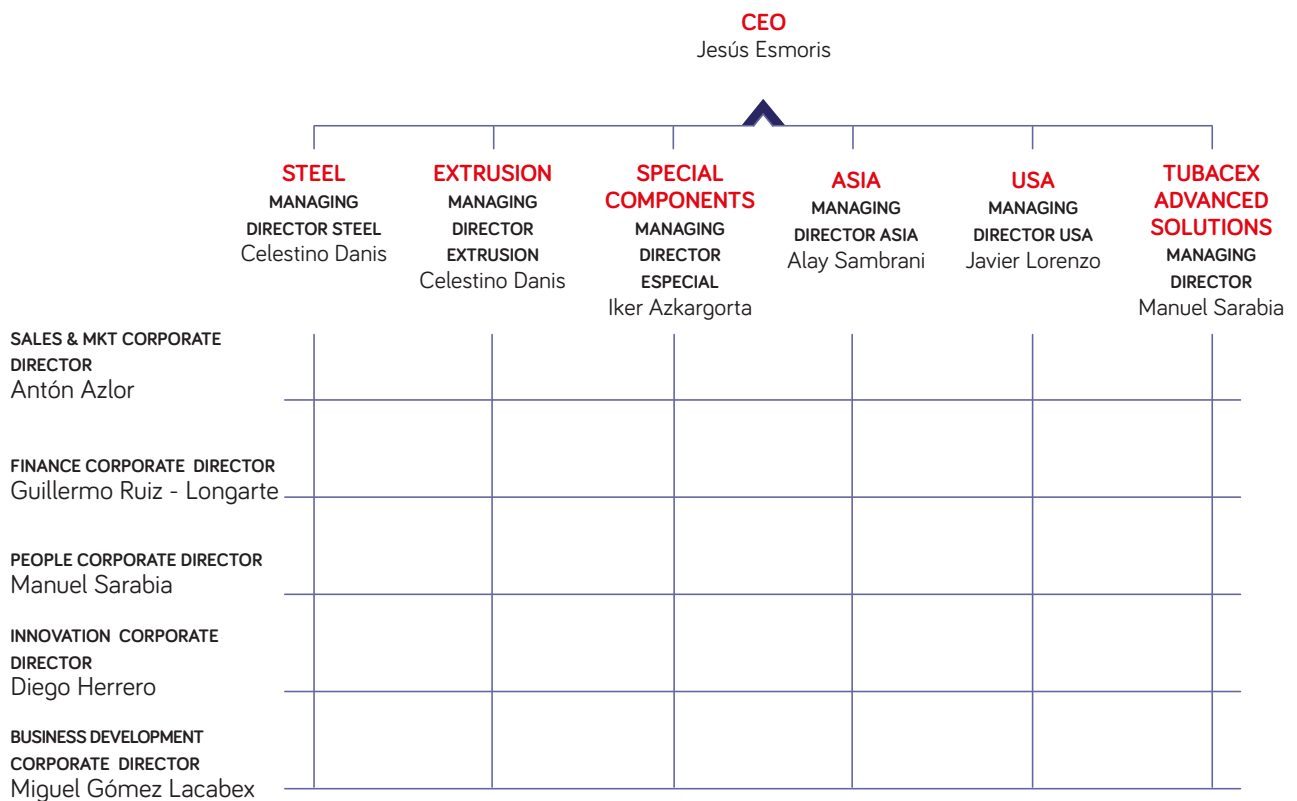 CEO
Jesús Esmoris
STEEL
MANAGING
DIRECTOR STEEL
Celestino Danis
EXTRUSION
MANAGING
DIRECTOR
EXTRUSION
Celestino Danis
SPECIAL
COMPONENTS
MANAGING
DIRECTOR
ESPECIAL
Iker Azkargorta
ASIA
MANAGING
DIRECTOR ASIA
Alay Sambrani
USA
MANAGING
DIRECTOR USA
Javier Lorenzo
TUBACEX
ADVANCED
SOLUTIONS
MANAGING
DIRECTOR
Manuel Sarabia
SALES & MKT CORPORATE
DIRECTOR
Antón Azlor
FINANCE CORPORATE DIRECTOR
Guillermo Ruiz - Longarte
PEOPLE CORPORATE DIRECTOR
Manuel Sarabia
INNOVATION CORPORATE
DIRECTOR
Diego Herrero
BUSINESS DEVELOPMENT
CORPORATE DIRECTOR
Miguel Gómez Lacabex